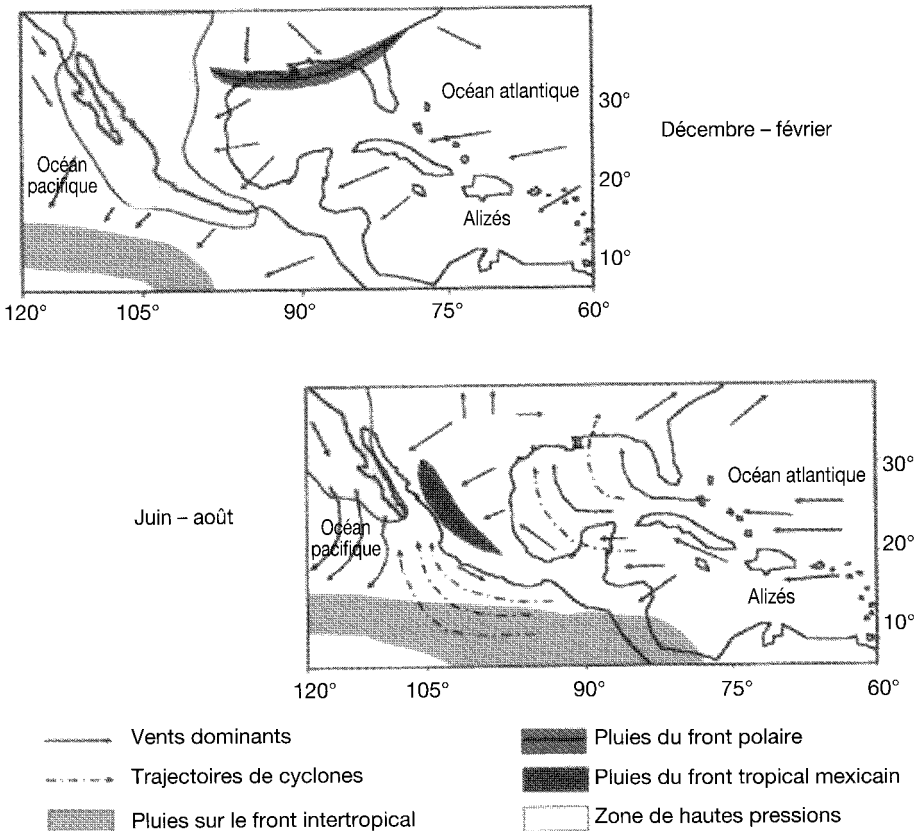 Océan atlantique
30°
Décembre – février
Océan
pacifique
20°
Alizés
10°
120°
105°
90°
75°
60°
30°
Océan atlantique
Juin – août
Océan
pacifique
20°
Alizés
10°
120°
105°
90°
75°
60°
Vents dominants
Pluies du front polaire
Trajectoires de cyclones
Pluies du front tropical mexicain
Pluies sur le front intertropical
Zone de hautes pressions